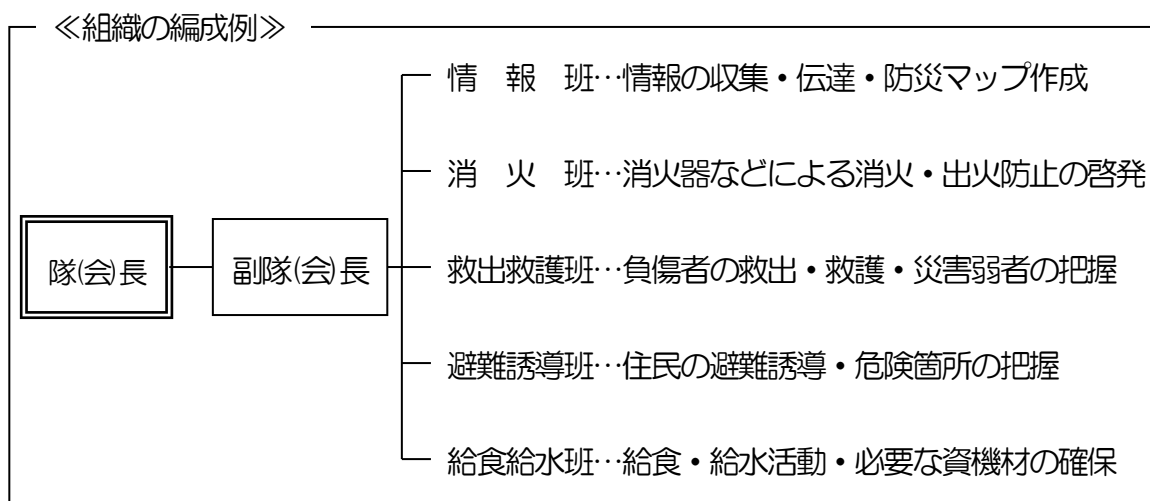 ≪組織の編成例≫
情 報 班…情報の収集・伝達・防災マップ作成
消 火 班…消火器などによる消火・出火防止の啓発
隊(会)長
副隊(会)長
救出救護班…負傷者の救出・救護・災害弱者の把握
避難誘導班…住民の避難誘導・危険箇所の把握
給食給水班…給食・給水活動・必要な資機材の確保